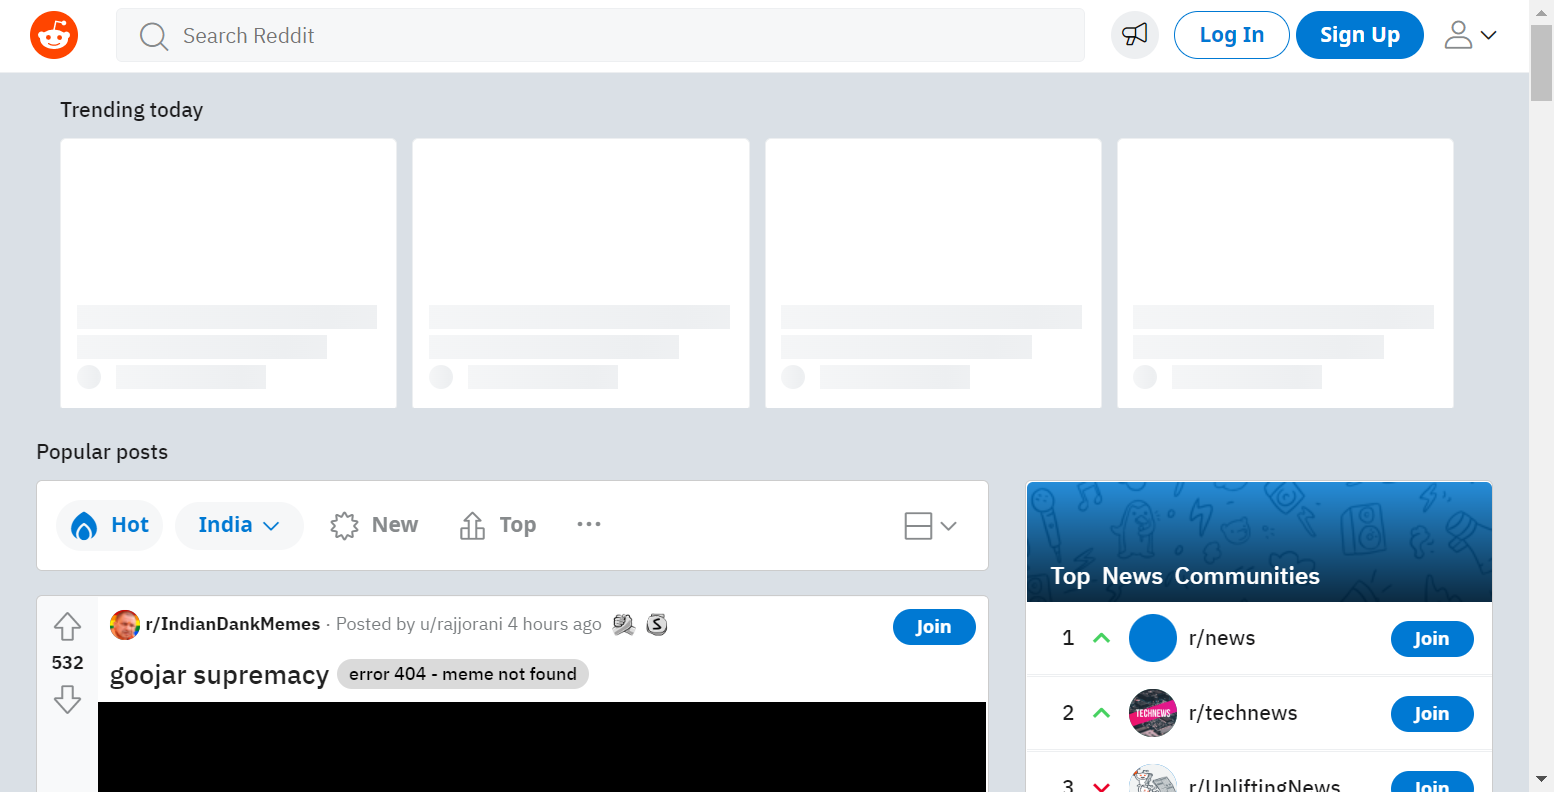 Search Reddit
Log In
Sign Up
Trending today
Popular posts
Hot
India
New
Top
Top News Communities
532
r/IndianDankMemes · Posted by u/rajjorani 4 hours ago
Join
goojar supremacy error 404 - meme not found
1 r/news Join
2 TECHNEWS r/technews Join
3 r/UpliftingNews Join